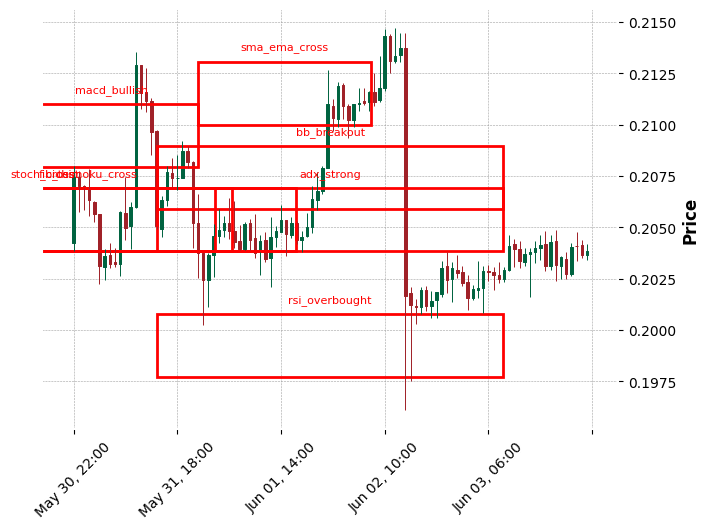 sma_ema_cross
macd_bullish
bb_breakout
adx_strong
rsi_overbought
0.2150
0.2125
0.2100
0.2075
0.2050
0.2025
0.2000
0.1975
Price
May 30, 22:00
May 31, 18:00
Jun 01, 14:00
Jun 02, 10:00
Jun 03, 06:00